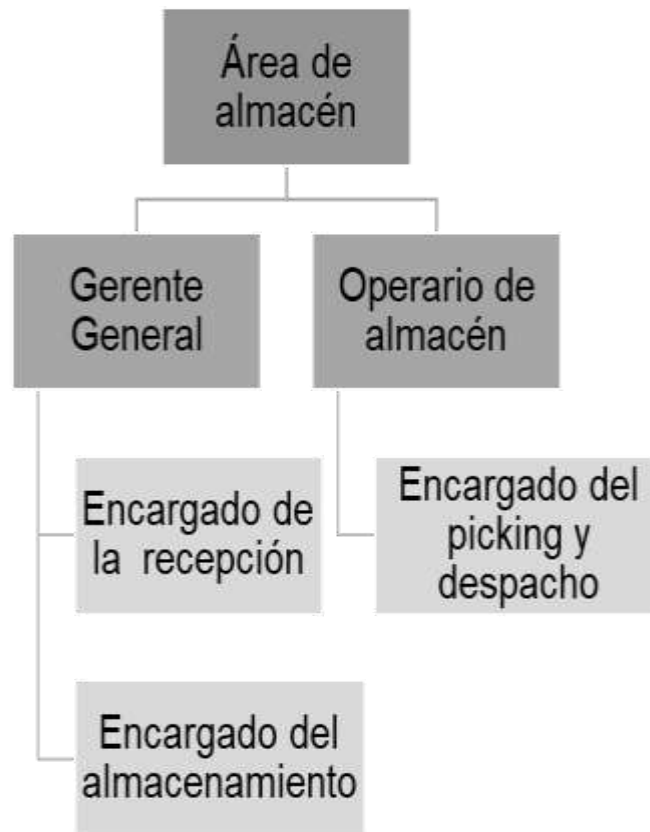 Área de
almacén
Gerente
General
Operario de
almacén
Encargado de
la recepción
Encargado del
picking y
despacho
Encargado del
almacenamiento